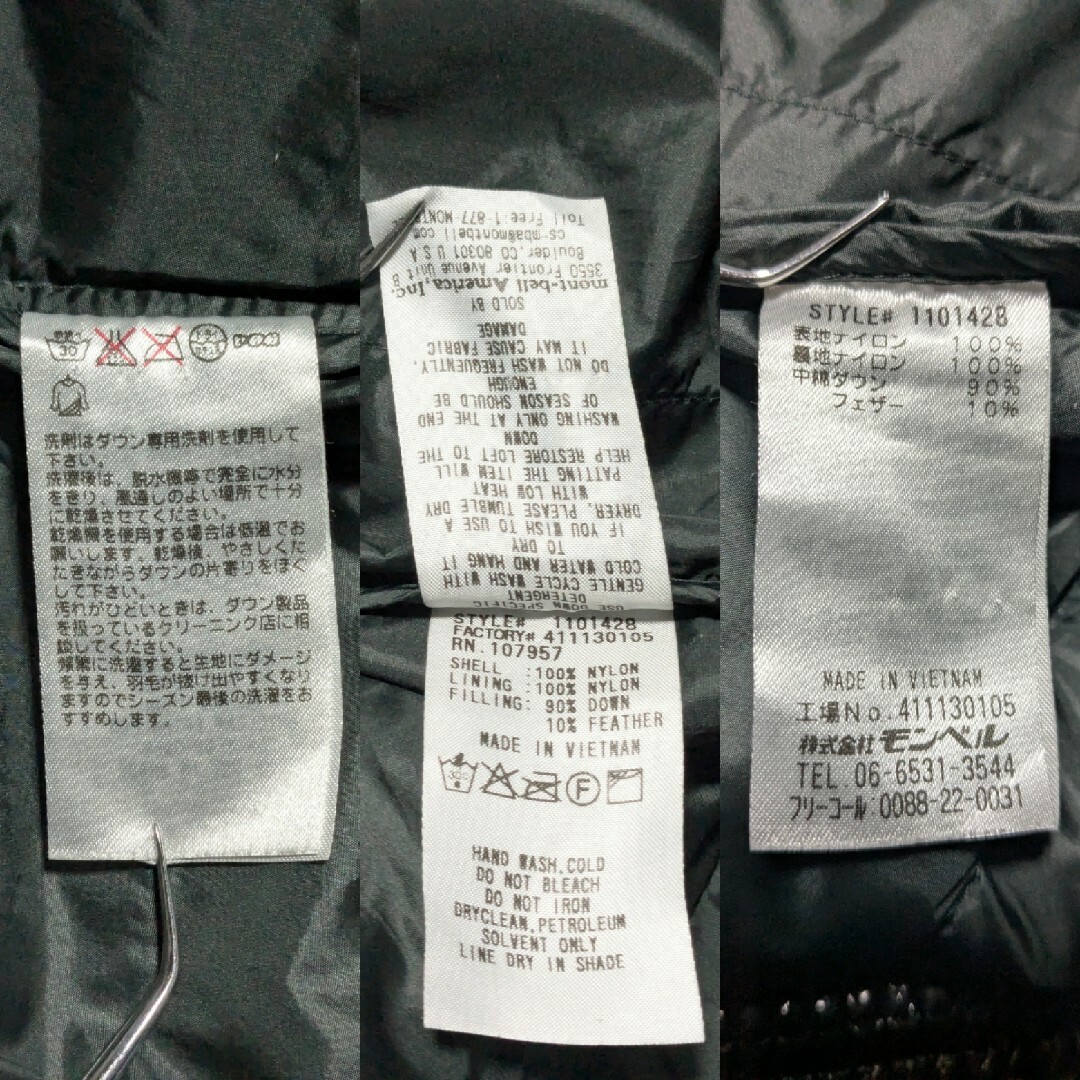 30
洗剤はダウン専用洗剤を使用して
下さい。
洗濯後は、脱水機等で完全に水分
をきり、風通しのよい場所で十分
に乾燥させてください。
乾燥機を使用する場合は低温でお
願いします。乾燥後、やさしくた
たきながらダウンの片寄りをほぐ
して下さい。
汚れがひどいときは、ダウン製品
を扱っているクリーニング店に相
談してください。
頻繁に洗濯すると生地にダメージ
を与え、羽毛が抜け出やすくなり
ますのでシーズン最後の洗濯をお
すすめします。
USE DOWN SPECIFIC
DETERGENT
GENTLE CYCLE WASH WITH
COLD WATER AND HANG IT
TO DRY
IF YOU WISH TO USE A
DRYER, PLEASE TUMBLE DRY
WITH LOW HEAT
PATTING THE ITEM WILL
HELP RESTORE LOFT TO THE
DOWN
WASHING ONLY AT THE END
OF SEASON SHOULD BE
ENOUGH
DO NOT WASH FREQUENTLY.
IT MAY CAUSE FABRIC
DAMAGE
SOLD BY
mont-bell America,Inc.
3550 Frontier Avenue Unit B
Boulder,CO 80301 U S A
cs-mba@montbell com
Toll Free:1-877-MONTB
STYLE# 1101428
FACTORY# 411130105
RN.107957
SHELL :100% NYLON
LINING :100% NYLON
FILLING: 90% DOWN
10% FEATHER
MADE IN VIETNAM
30
F
HAND WASH,COLD
DO NOT BLEACH
DO NOT IRON
DRYCLEAN,PETROLEUM
SOLVENT ONLY
LINE DRY IN SHADE
STYLE# 1101428
表地ナイロン 100%
裏地ナイロン 100%
中綿ダウン 90%
フェザー 10%
MADE IN VIETNAM
工場No.411130105
株式会社 モンベル
TEL.06-6531-3544
フリーコール:0088-22-0031